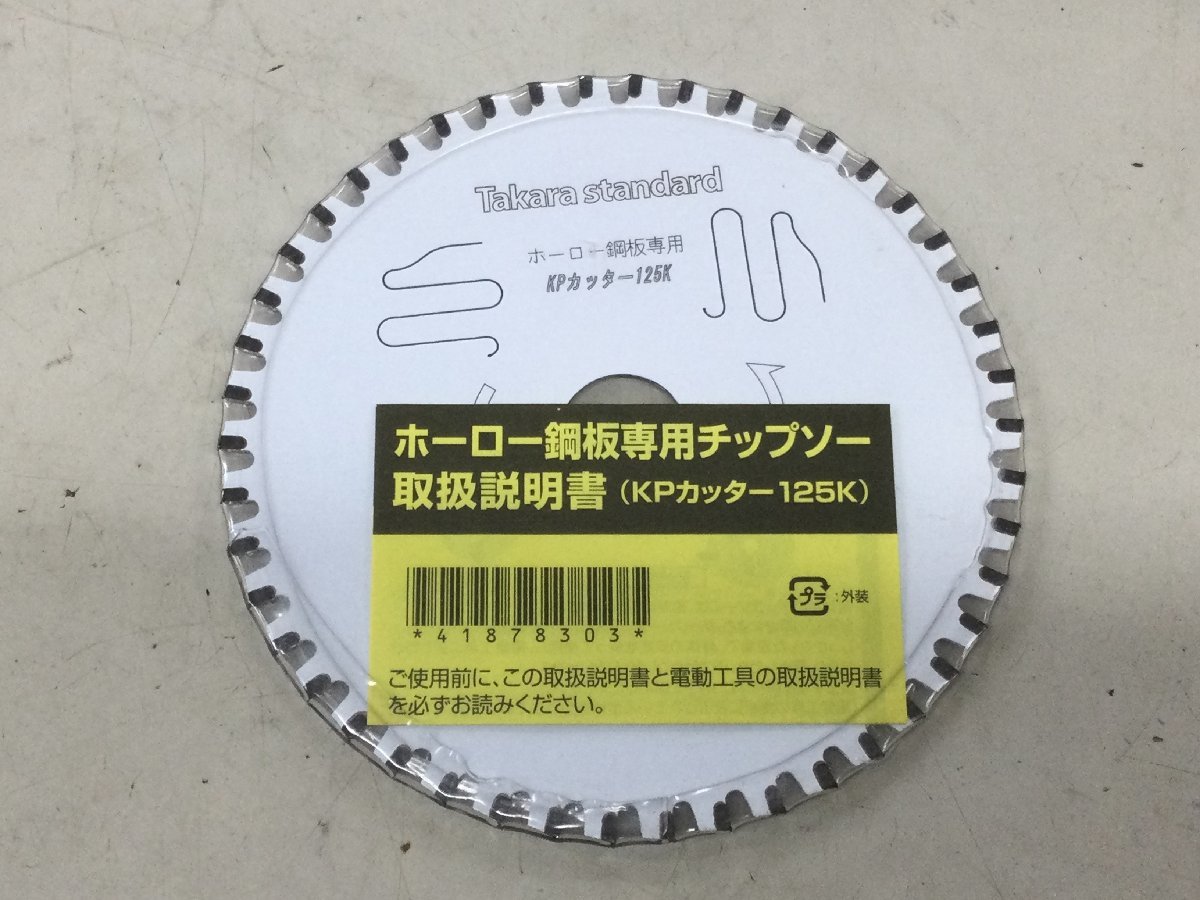 Takara standard
ホーロー鋼板専用
KPカッター125K
ホーロー鋼板専用チップソー
取扱説明書（KPカッター125K）
*41878303*
プラ:外装
ご使用前に、この取扱説明書と電動工具の取扱説明書
を必ずお読みください。